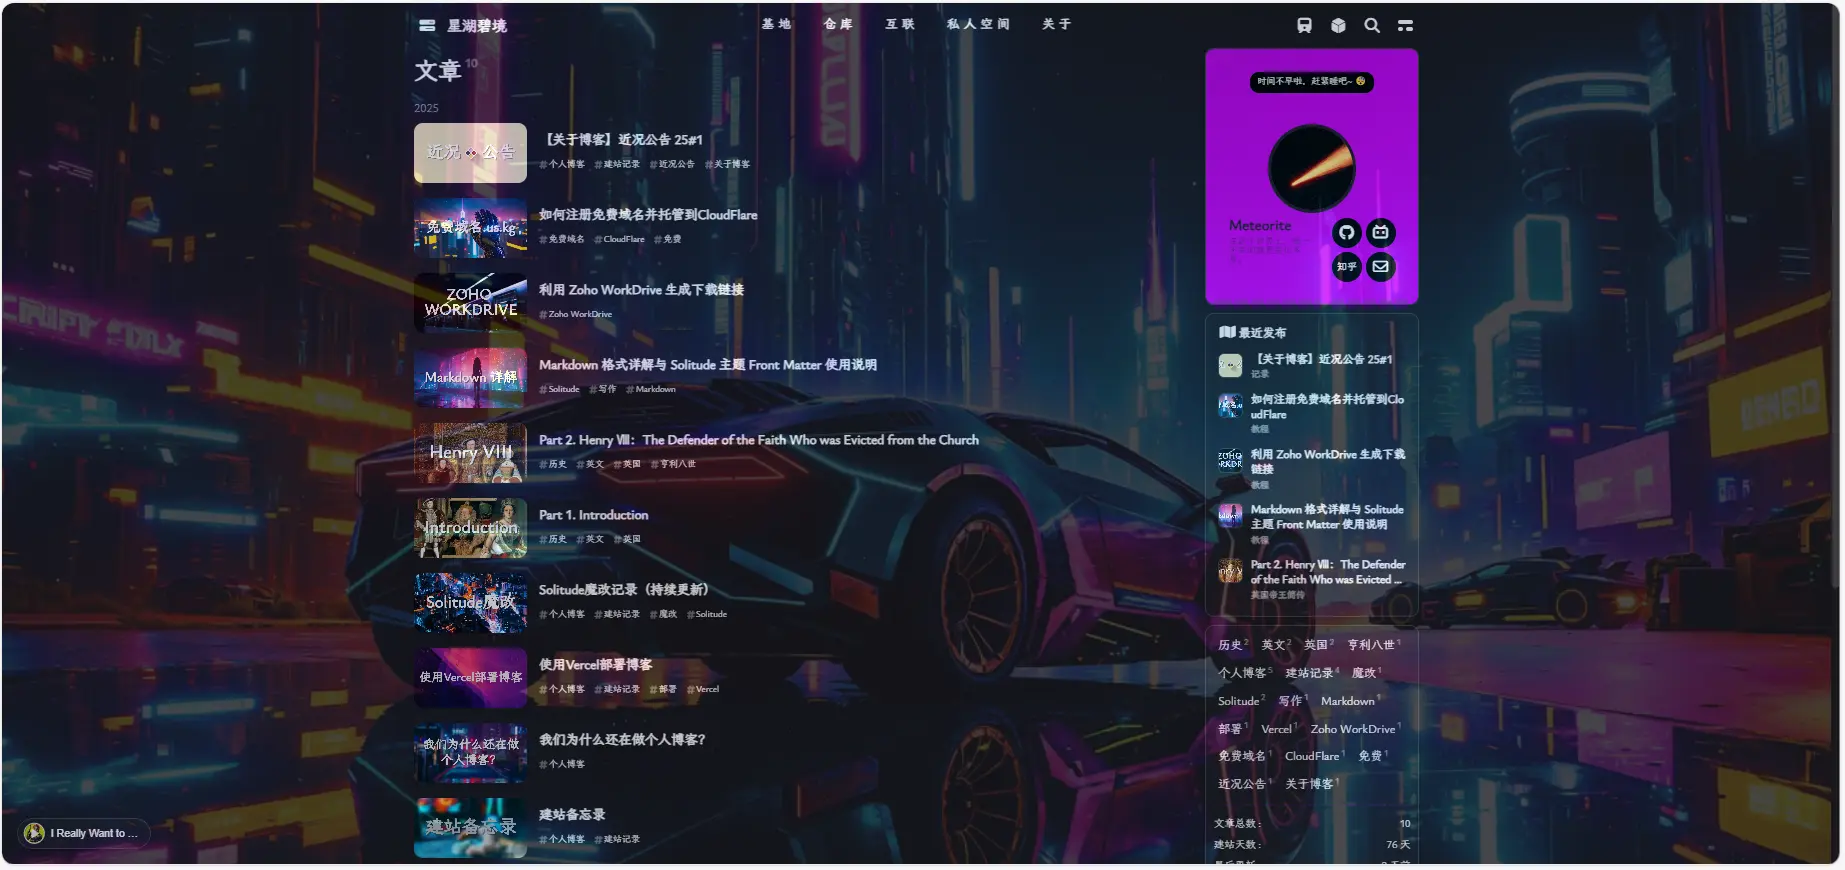 星湖碧境
基地 仓库 互联 私人空间 关于
文章 10
2025
近况 公告
【关于博客】近况公告 25#1
#个人博客 #建站记录 #近况公告 #关于博客
免费域名.us.kg
如何注册免费域名并托管到CloudFlare
#免费域名 #CloudFlare #免费
ZOHO
WORKDRIVE
利用 Zoho WorkDrive 生成下载链接
#Zoho WorkDrive
Markdown 详解
Markdown 格式详解与 Solitude 主题 Front Matter 使用说明
#Solitude #写作 #Markdown
Henry VIII
Part 2. Henry Ⅷ：The Defender of the Faith Who was Evicted from the Church
#历史 #英文 #英国 #亨利八世
Introduction
Part 1. Introduction
#历史 #英文 #英国
Solitude魔改
Solitude魔改记录（持续更新）
#个人博客 #建站记录 #魔改 #Solitude
使用Vercel部署博客
使用Vercel部署博客
#个人博客 #建站记录 #部署 #Vercel
我们为什么还在做
个人博客？
我们为什么还在做个人博客？
#个人博客
建站备忘录
建站备忘录
#个人博客 #建站记录
I Really Want to ...
时间不早啦，赶紧睡吧~
Meteorite
知乎
最近发布
【关于博客】近况公告 25#1
记录
如何注册免费域名并托管到Clo
udFlare
教程
利用 Zoho WorkDrive 生成下载
链接
教程
Markdown 格式详解与 Solitude
主题 Front Matter 使用说明
教程
Part 2. Henry Ⅷ：The Defender
of the Faith Who was Evicted ...
英国帝王简传
历史2 英文2 英国2 亨利八世1
个人博客5 建站记录4 魔改1
Solitude2 写作1 Markdown1
部署1 Vercel1 Zoho WorkDrive1
免费域名1 CloudFlare1 免费1
近况公告1 关于博客1
文章总数： 10
建站天数： 76 天